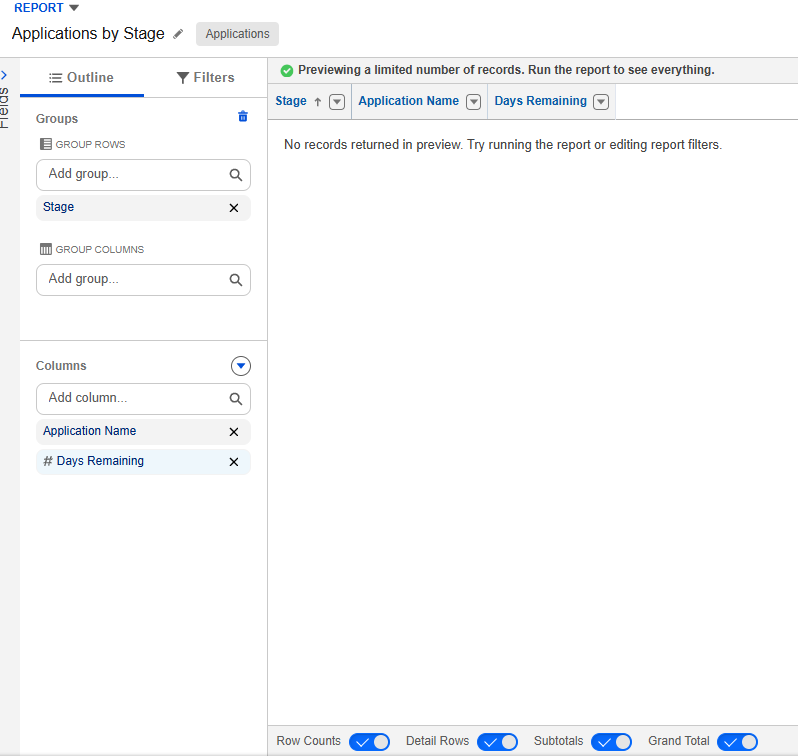 REPORT
Applications by Stage
Applications
Fields
Outline
Filters
Groups
GROUP ROWS
Add group...
Stage
GROUP COLUMNS
Add group...
Columns
Add column...
Application Name
# Days Remaining
Previewing a limited number of records. Run the report to see everything.
Stage ↑ Application Name Days Remaining
No records returned in preview. Try running the report or editing report filters.
Row Counts Detail Rows Subtotals Grand Total